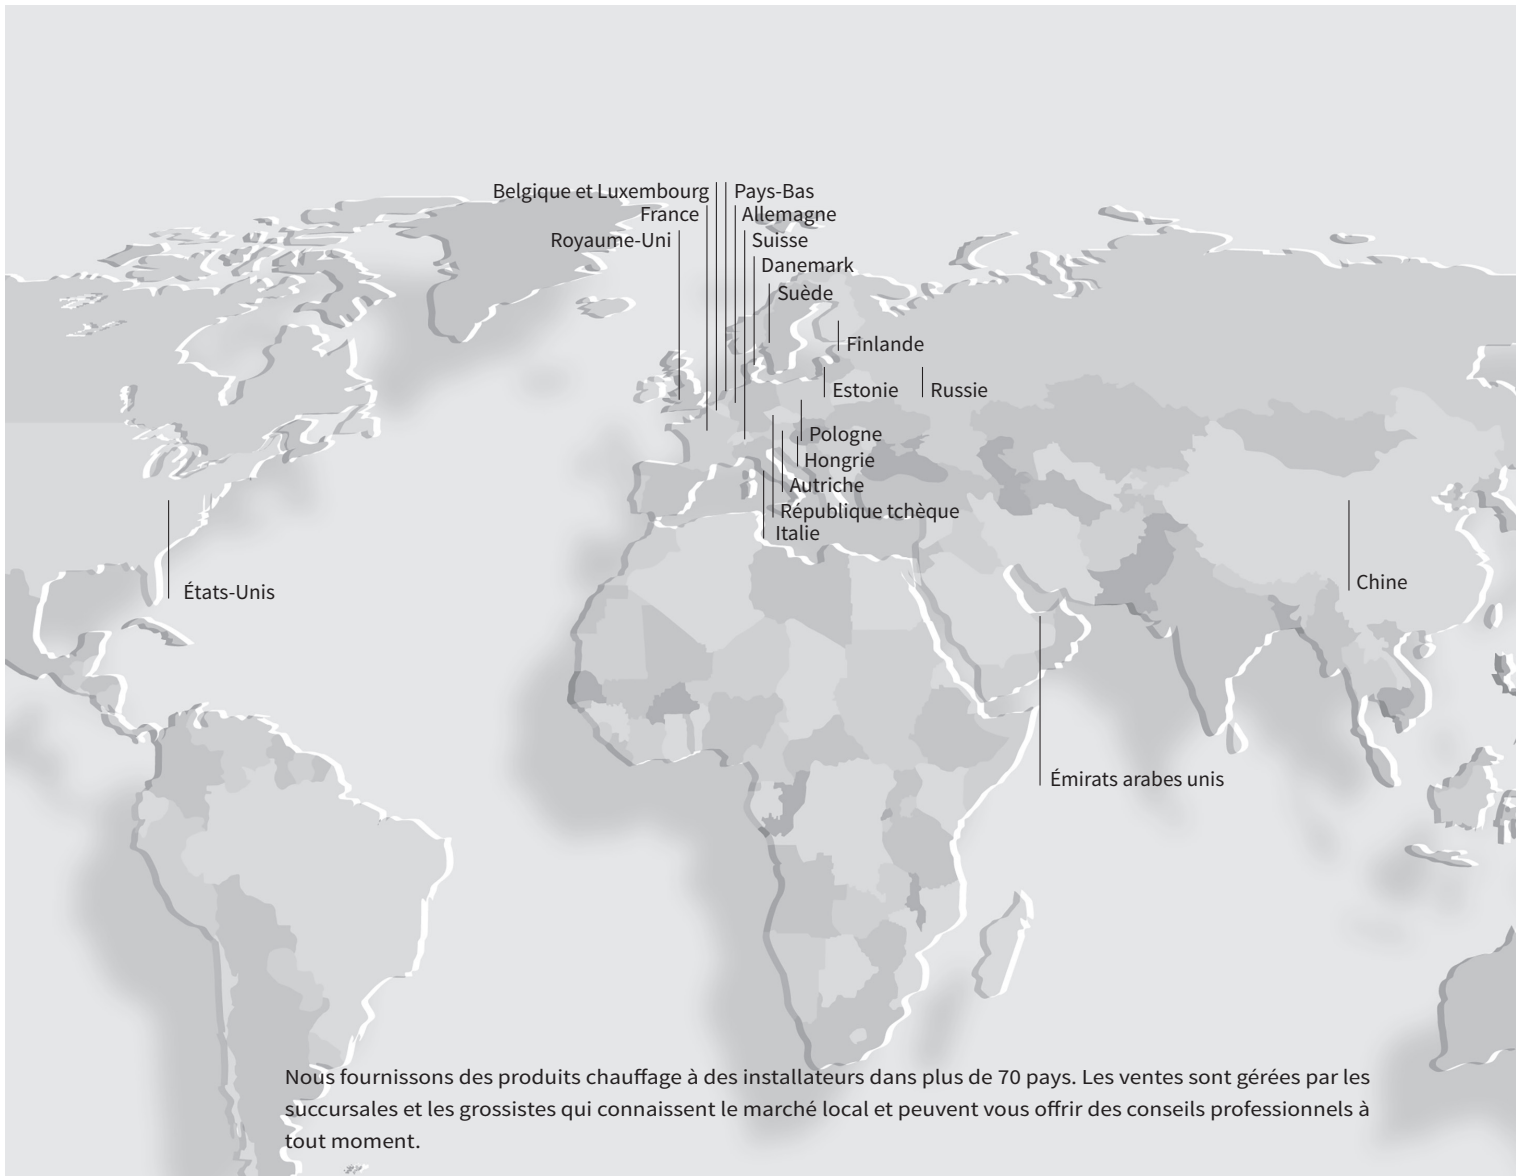 Belgique et Luxembourg
Pays-Bas
France
Allemagne
Royaume-Uni
Suisse
Danemark
Suède
Finlande
Estonie
Russie
Pologne
Hongrie
Autriche
République tchèque
Italie
États-Unis
Chine
Émirats arabes unis
Nous fournissons des produits chauffage à des installateurs dans plus de 70 pays. Les ventes sont gérées par les
succursales et les grossistes qui connaissent le marché local et peuvent vous offrir des conseils professionnels à
tout moment.